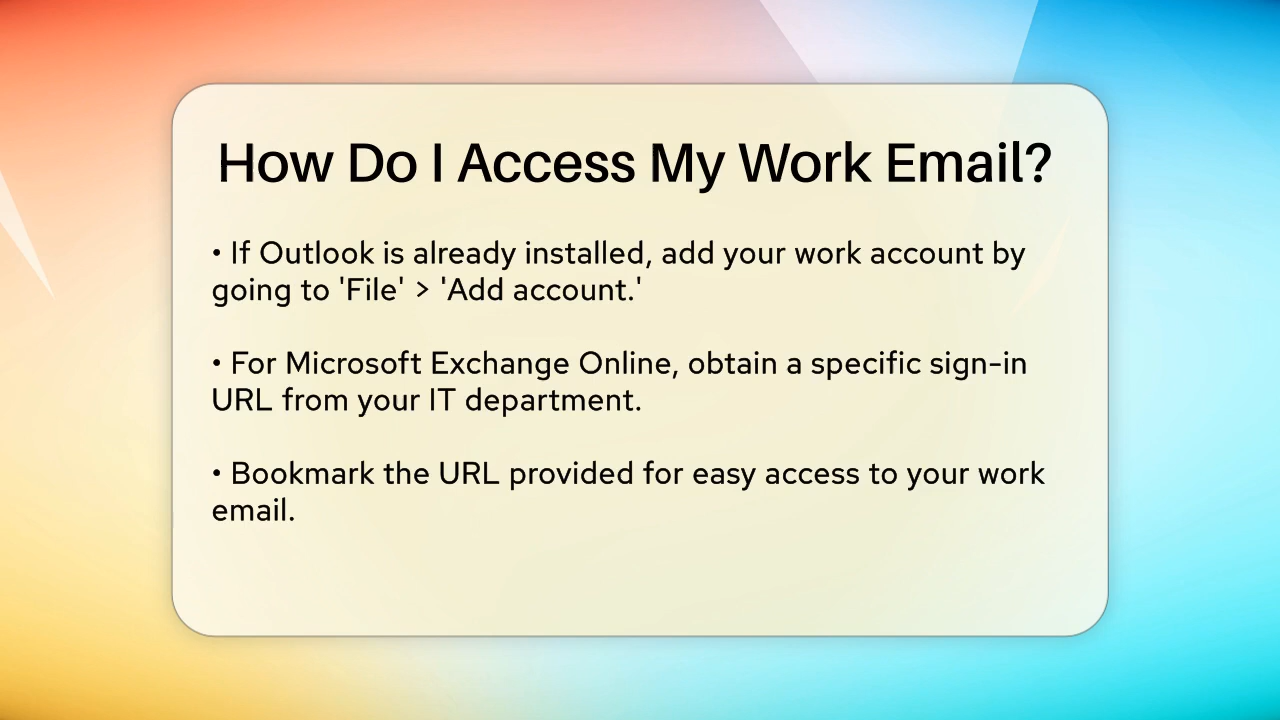 How Do I Access My Work Email?
• If Outlook is already installed, add your work account by
going to 'File' > 'Add account.'
• For Microsoft Exchange Online, obtain a specific sign-in
URL from your IT department.
• Bookmark the URL provided for easy access to your work
email.